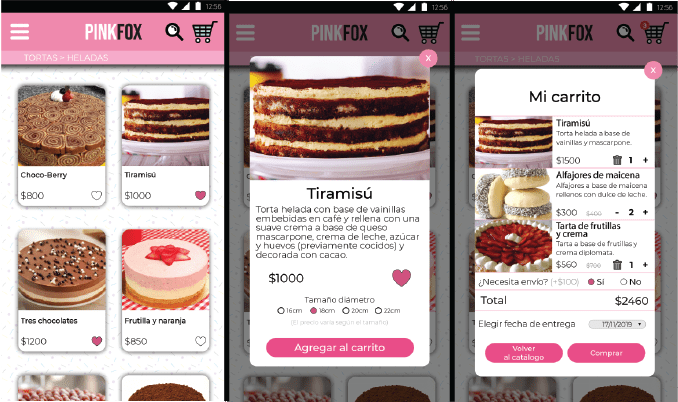 12:56
PINKFOX
TORTAS > HELADAS
Choco-Berry
$800
Tiramisú
$1000
Tres chocolates
$1200
Frutilla y naranja
$850
12:56
PINKFOX
X
Tiramisú
Torta helada con base de vainillas
embebidas en café y rellena con una
suave crema a base de queso
mascarpone, crema de leche, azúcar
y huevos (previamente cocidos) y
decorada con cacao.
$1000
Tamaño diámetro
16cm 18cm 20cm 22cm
(El precio varía según el tamaño)
Agregar al carrito
12:56
PINKFOX
TORTAS > HELADAS
X
Mi carrito
Tiramisú
Torta helada a base de
vainillas y mascarpone.
$1500 1 +
Alfajores de maicena
Alfajores a base de maicena
rellenos con dulce de leche.
$300 $400 - 2 +
Tarta de frutillas
y crema
Tarta a base de frutillas y
crema diplomata.
$560 $700 1 +
¿Necesita envío? (+$100) Sí No
Total $2460
Elegir fecha de entrega 17/11/2019
Volver
al catálogo
Comprar